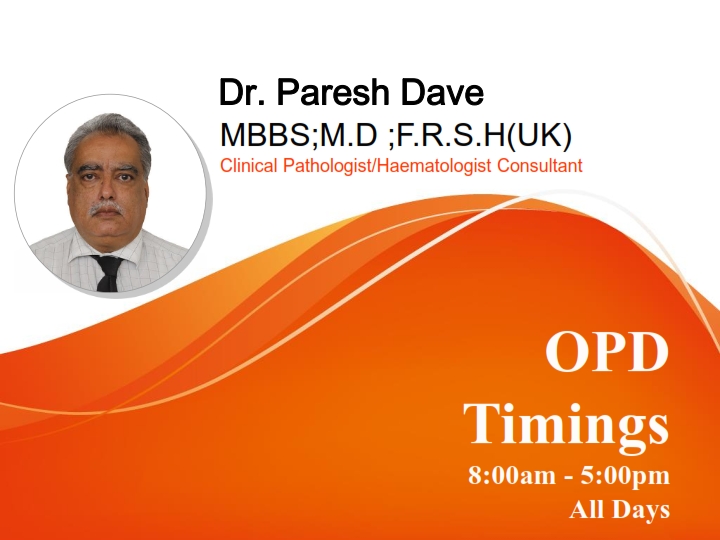 Dr. Paresh Dave
MBBS;M.D ;F.R.S.H(UK)
Clinical Pathologist/Haematologist Consultant
OPD
Timings
8:00am - 5:00pm
All Days